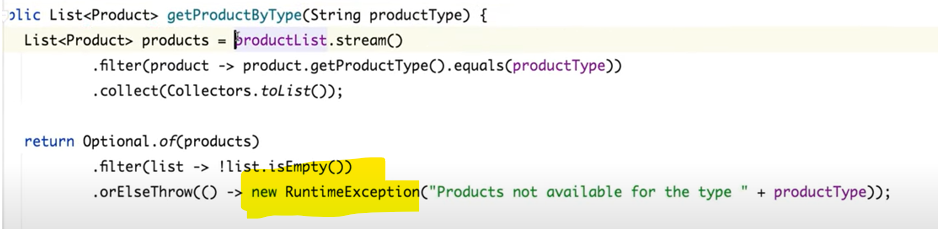 blic List<Product> getProductByType(String productType) {
List<Product> products = productList.stream()
.filter(product -> product.getProductType().equals(productType))
.collect(Collectors.toList());
return Optional.of(products)
.filter(list -> !list.isEmpty())
.orElseThrow(() -> new RuntimeException("Products not available for the type " + productType));